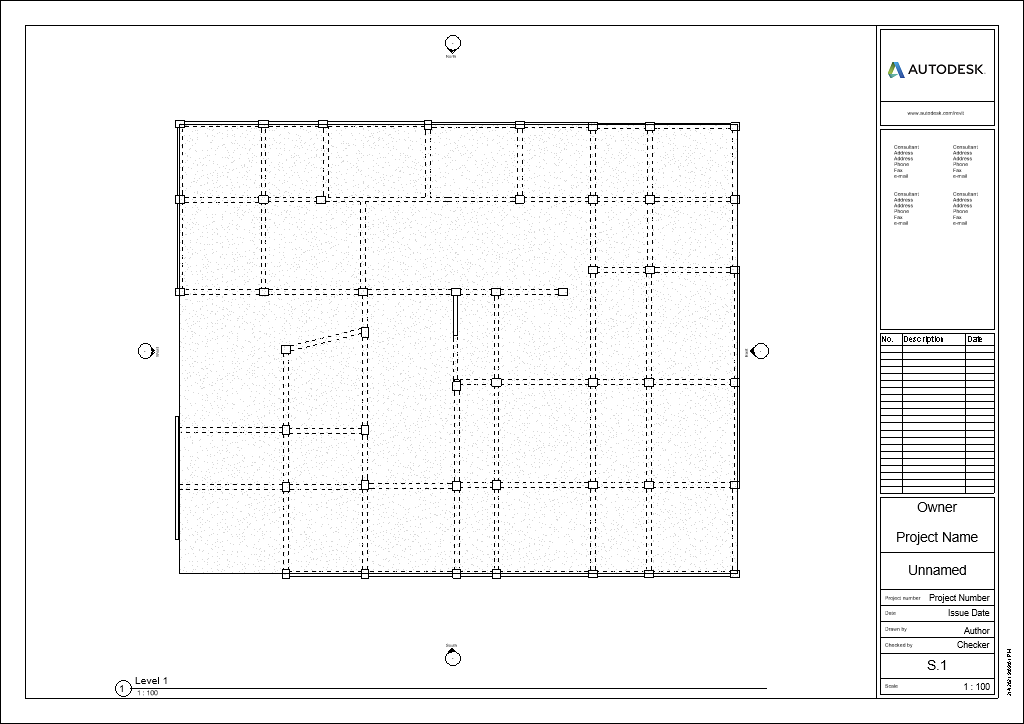 North
AUTODESK.
www.autodesk.com/revit
Consultant
Address
Address
Phone
Fax
e-mail
Consultant
Address
Address
Phone
Fax
e-mail
Consultant
Address
Address
Phone
Fax
e-mail
Consultant
Address
Address
Phone
Fax
e-mail
No. Description Date
Owner
Project Name
Unnamed
Project number Project Number
Date Issue Date
Drawn by Author
Checked by Checker
S.1
Scale 1 : 100
South
1 Level 1
1 : 100